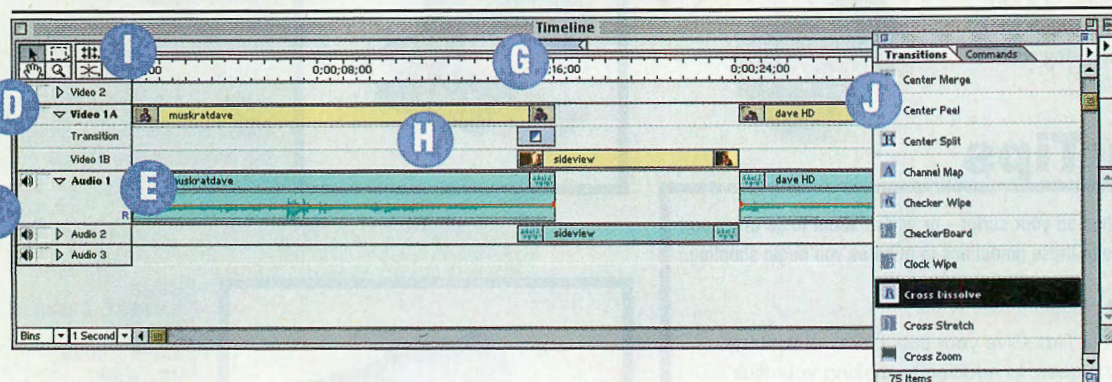 Timeline
I
G
:00
0;00;08;00
:16;00
0;00;24;00
Transitions Commands
D
Video 2
J
Center Merge
Video 1A
muskratdave
dave HD
Center Peel
Transition
H
Center Split
Video 1B
sideview
Channel Map
Audio 1
E
muskratdave
dave HD
Checker Wipe
R
CheckerBoard
Audio 2
sideview
Clock Wipe
Audio 3
Cross Dissolve
Cross Stretch
Bins 1 Second
Cross Zoom
75 Items
Tips